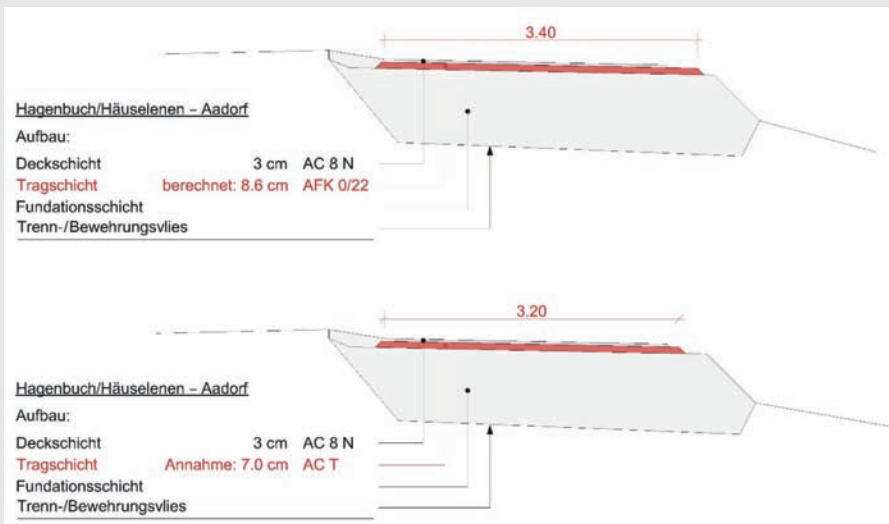 3.40
Hagenbuch/Häuselenen – Aadorf
Aufbau:
Deckschicht 3 cm AC 8 N
Tragschicht berechnet: 8.6 cm AFK 0/22
Fundationsschicht
Trenn-/Bewehrungsvlies
3.20
Hagenbuch/Häuselenen – Aadorf
Aufbau:
Deckschicht 3 cm AC 8 N
Tragschicht Annahme: 7.0 cm AC T
Fundationsschicht
Trenn-/Bewehrungsvlies